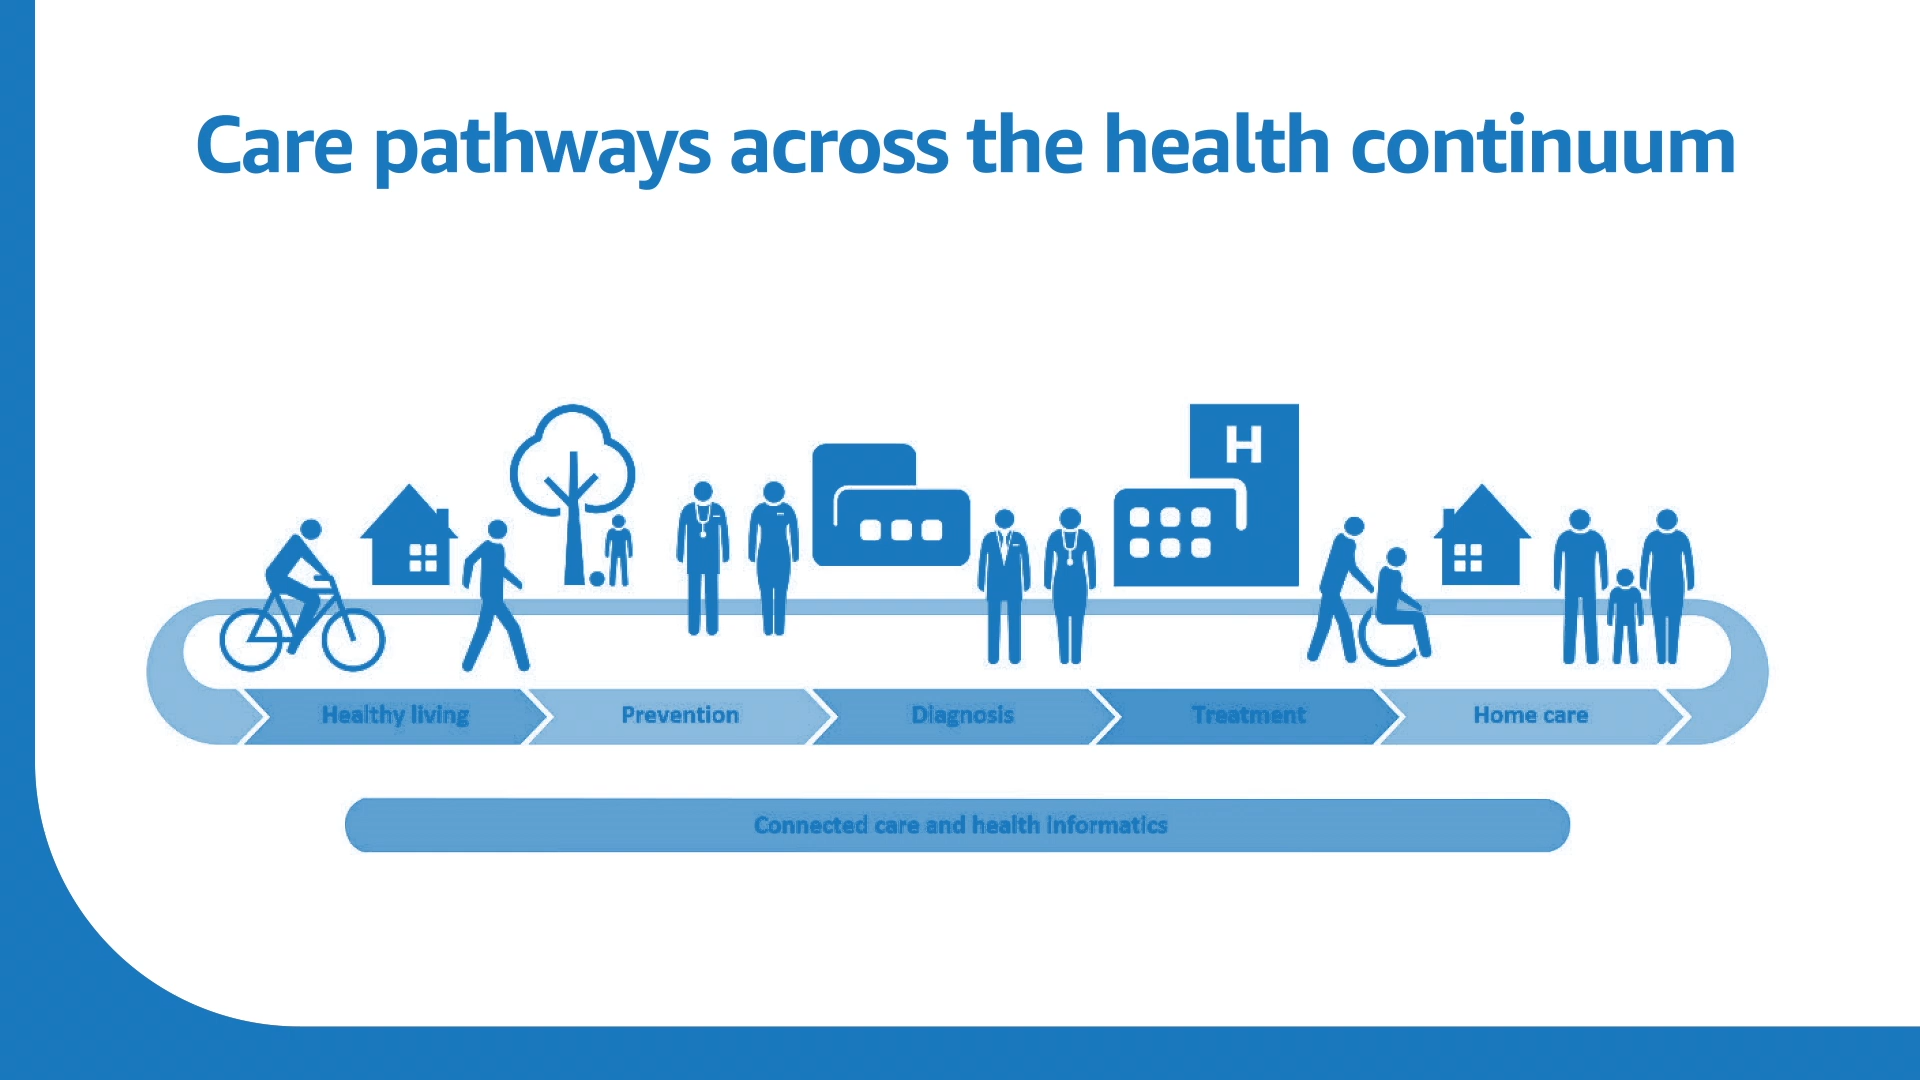 Care pathways across the health continuum
H
Healthy living
Prevention
Diagnosis
Treatment
Home care
Connected care and health informatics